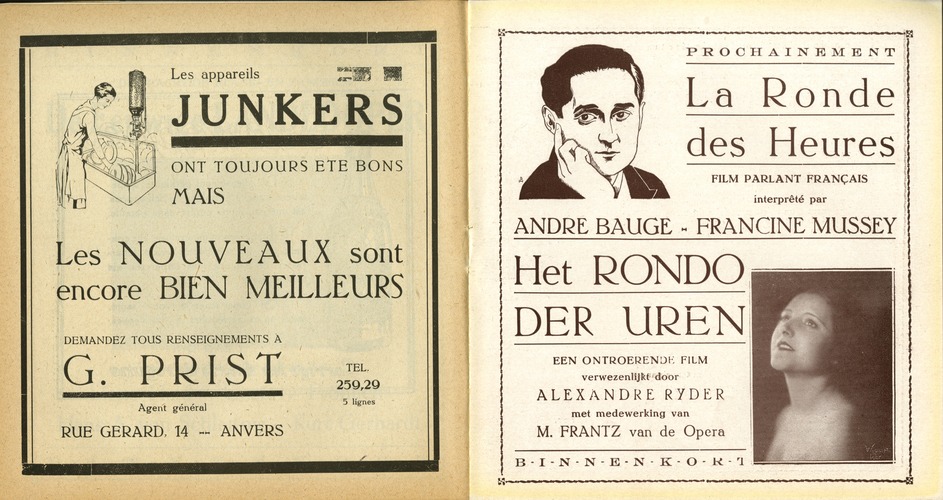 Les appareils
JUNKERS
ONT TOUJOURS ETE BONS
MAIS
Les NOUVEAUX sont
encore BIEN MEILLEURS
DEMANDEZ TOUS RENSEIGNEMENTS A
G. PRIST
Agent général
RUE GERARD, 14 -- ANVERS
TEL.
259,29
5 lignes
PROCHAINEMENT
La Ronde
des Heures
FILM PARLANT FRANÇAIS
interprêté par
ANDRE BAUGE - FRANCINE MUSSEY
Het RONDO
DER UREN
EEN ONTROERENDE FILM
verwezenlijkt door
ALEXANDRE RYDER
met medewerking van
M. FRANTZ van de Opera
B-I-N-N-E-N-K-O-R-T